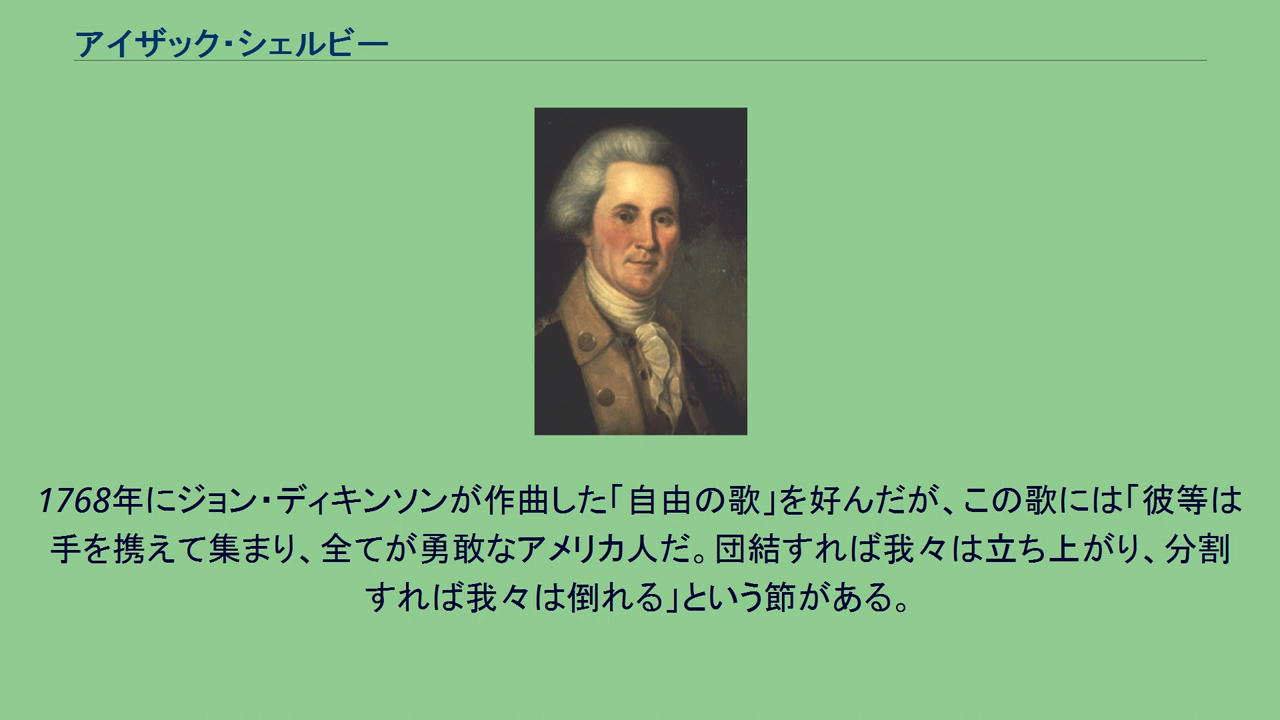 アイザック・シェルビー
1768年にジョン・ディキンソンが作曲した「自由の歌」を好んだが、この歌には「彼等は
手を携えて集まり、全てが勇敢なアメリカ人だ。団結すれば我々は立ち上がり、分割
すれば我々は倒れる」という節がある。